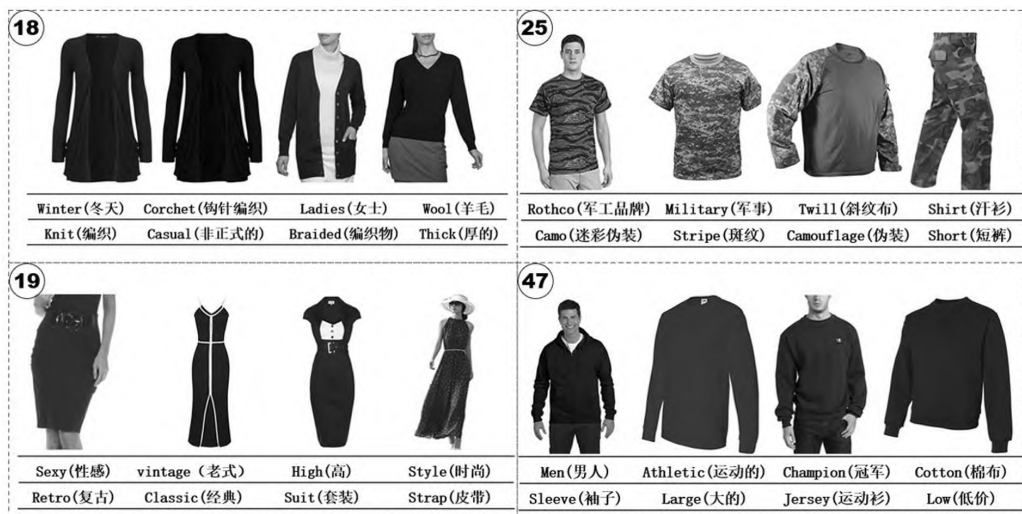 18
Winter(冬天) Corchet(钩针编织) Ladies(女士) Wool(羊毛)
Knit(编织) Casual(非正式的) Braided(编织物) Thick(厚的)
25
Rothco(军工品牌) Military(军事) Twill(斜纹布) Shirt(汗衫)
Camo(迷彩伪装) Stripe(斑纹) Camouflage(伪装) Short(短裤)
19
Sexy(性感) vintage（老式） High(高) Style(时尚)
Retro(复古) Classic(经典) Suit(套装) Strap(皮带)
47
Men(男人) Athletic(运动的) Champion(冠军) Cotton(棉布)
Sleeve(袖子) Large(大的) Jersey(运动衫) Low(低价)